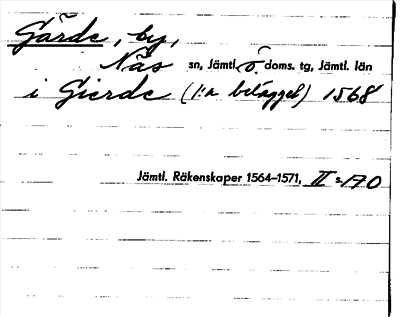 Gärde, by,
Näs sn, Jämtl. ö. doms. tg, Jämtl. län
i Gierde (1:a belägget) 1568
Jämtl. Räkenskaper 1564–1571, II s. 170